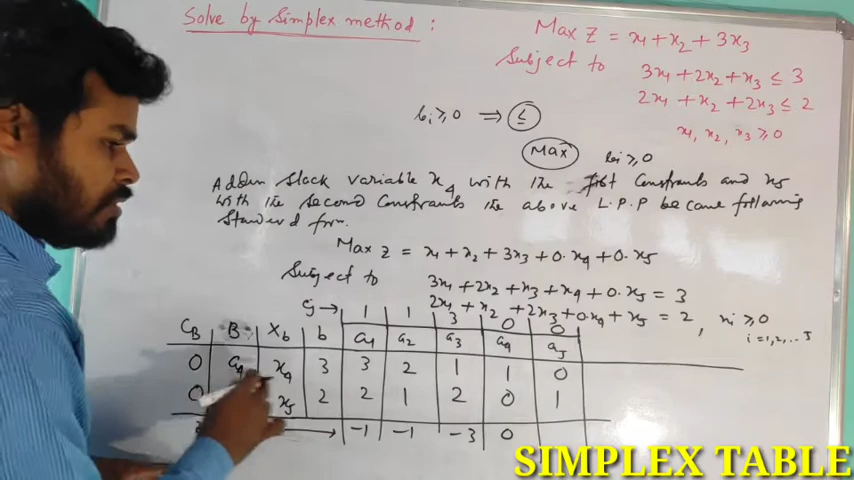 Solve by Simplex method :
Max Z = x1 + x2 + 3x3
Subject to
3x1 + 2x2 + x3 ≤ 3
2x1 + x2 + 2x3 ≤ 2
x1, x2, x3 ≥ 0
bi ≥ 0 ⇒ ≤
Max bi ≥ 0
slack variable x4 with the first Constraints and x5
with the second Constraints the above L.P.P became following
form.
Max Z = x1 + x2 + 3x3 + 0·x4 + 0·x5
Subject to
3x1 + 2x2 + x3 + x4 + 0·x5 = 3
2x1 + x2 + 2x3 + 0·x4 + x5 = 2, xi ≥ 0
i = 1, 2, ... 5
Cj → 1 1 3 0 0
CB B Xb b a1 a2 a3 a4 a5
0 a4 x4 3 3 2 1 1 0
0 x5 2 2 1 2 0 1
→ -1 -1 -3 0
SIMPLEX TABLE